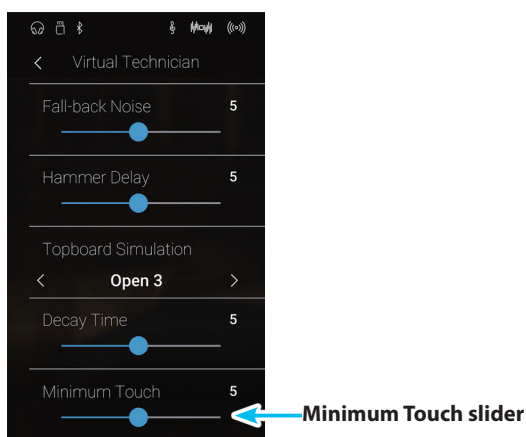 Virtual Technician
Fall-back Noise 5
Hammer Delay 5
Topboard Simulation
Open 3
Decay Time 5
Minimum Touch 5
Minimum Touch slider